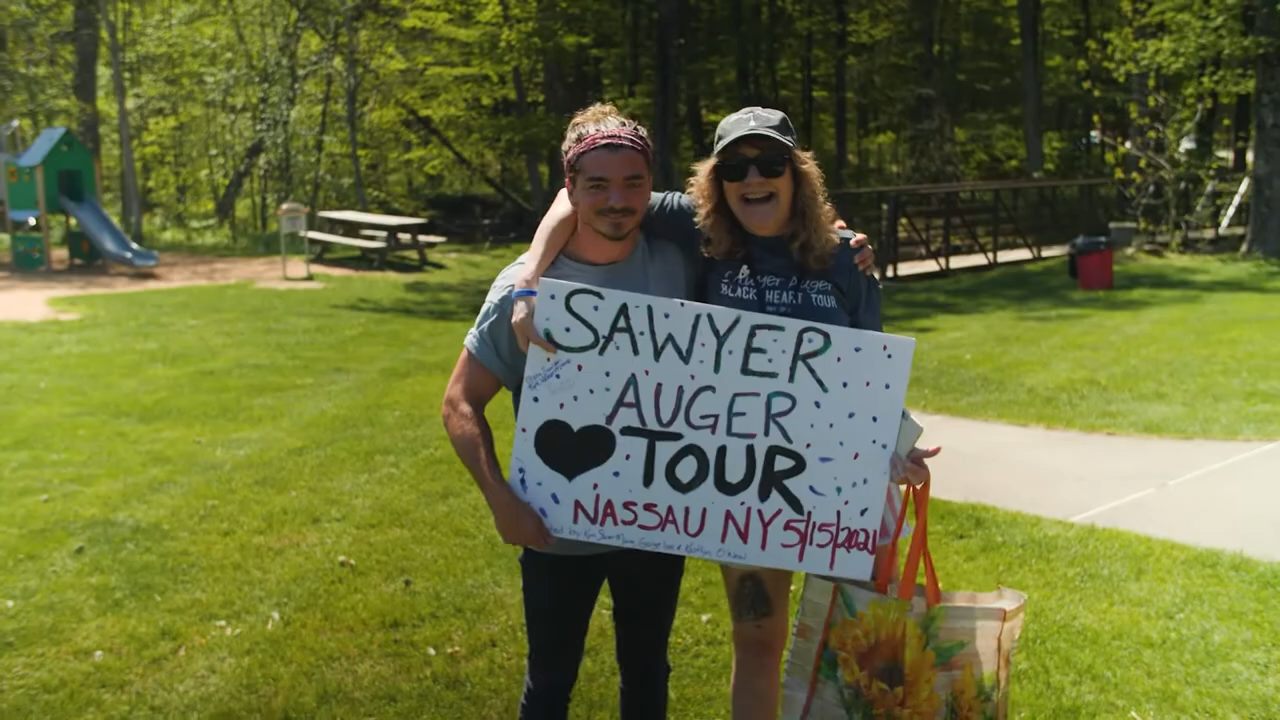 Sawyer Auger
BLACK HEART TOUR
SAWYER
AUGER
TOUR
NASSAU NY 5/15/2021